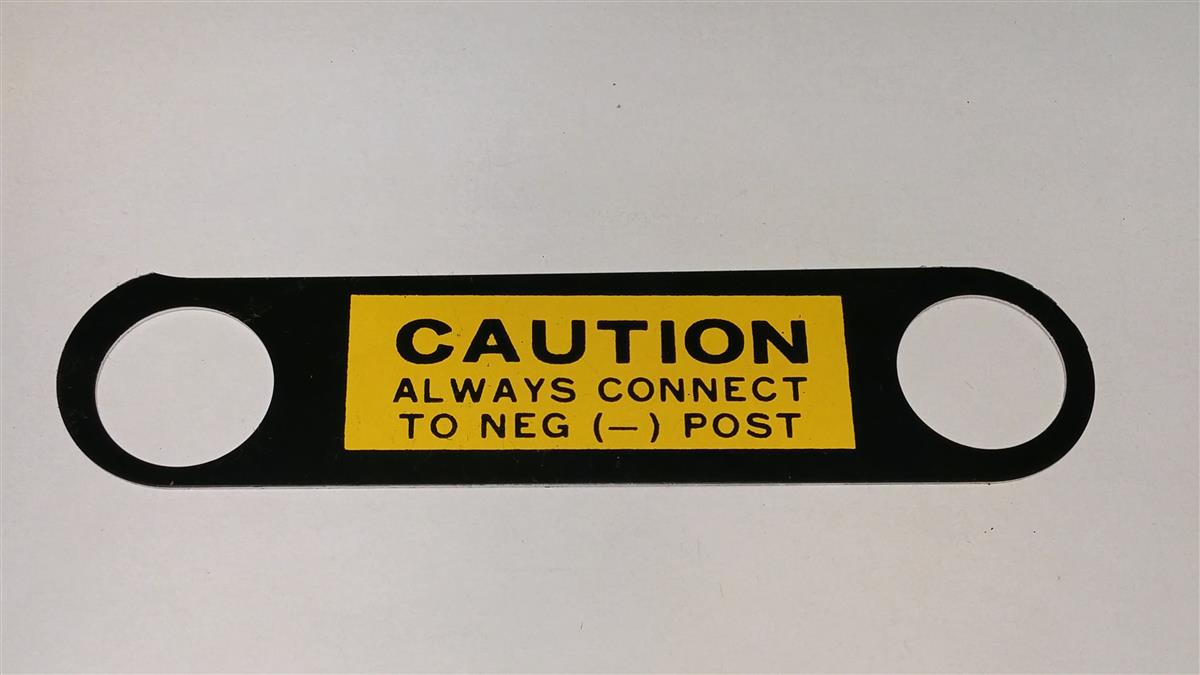 CAUTION
ALWAYS CONNECT
TO NEG (—) POST